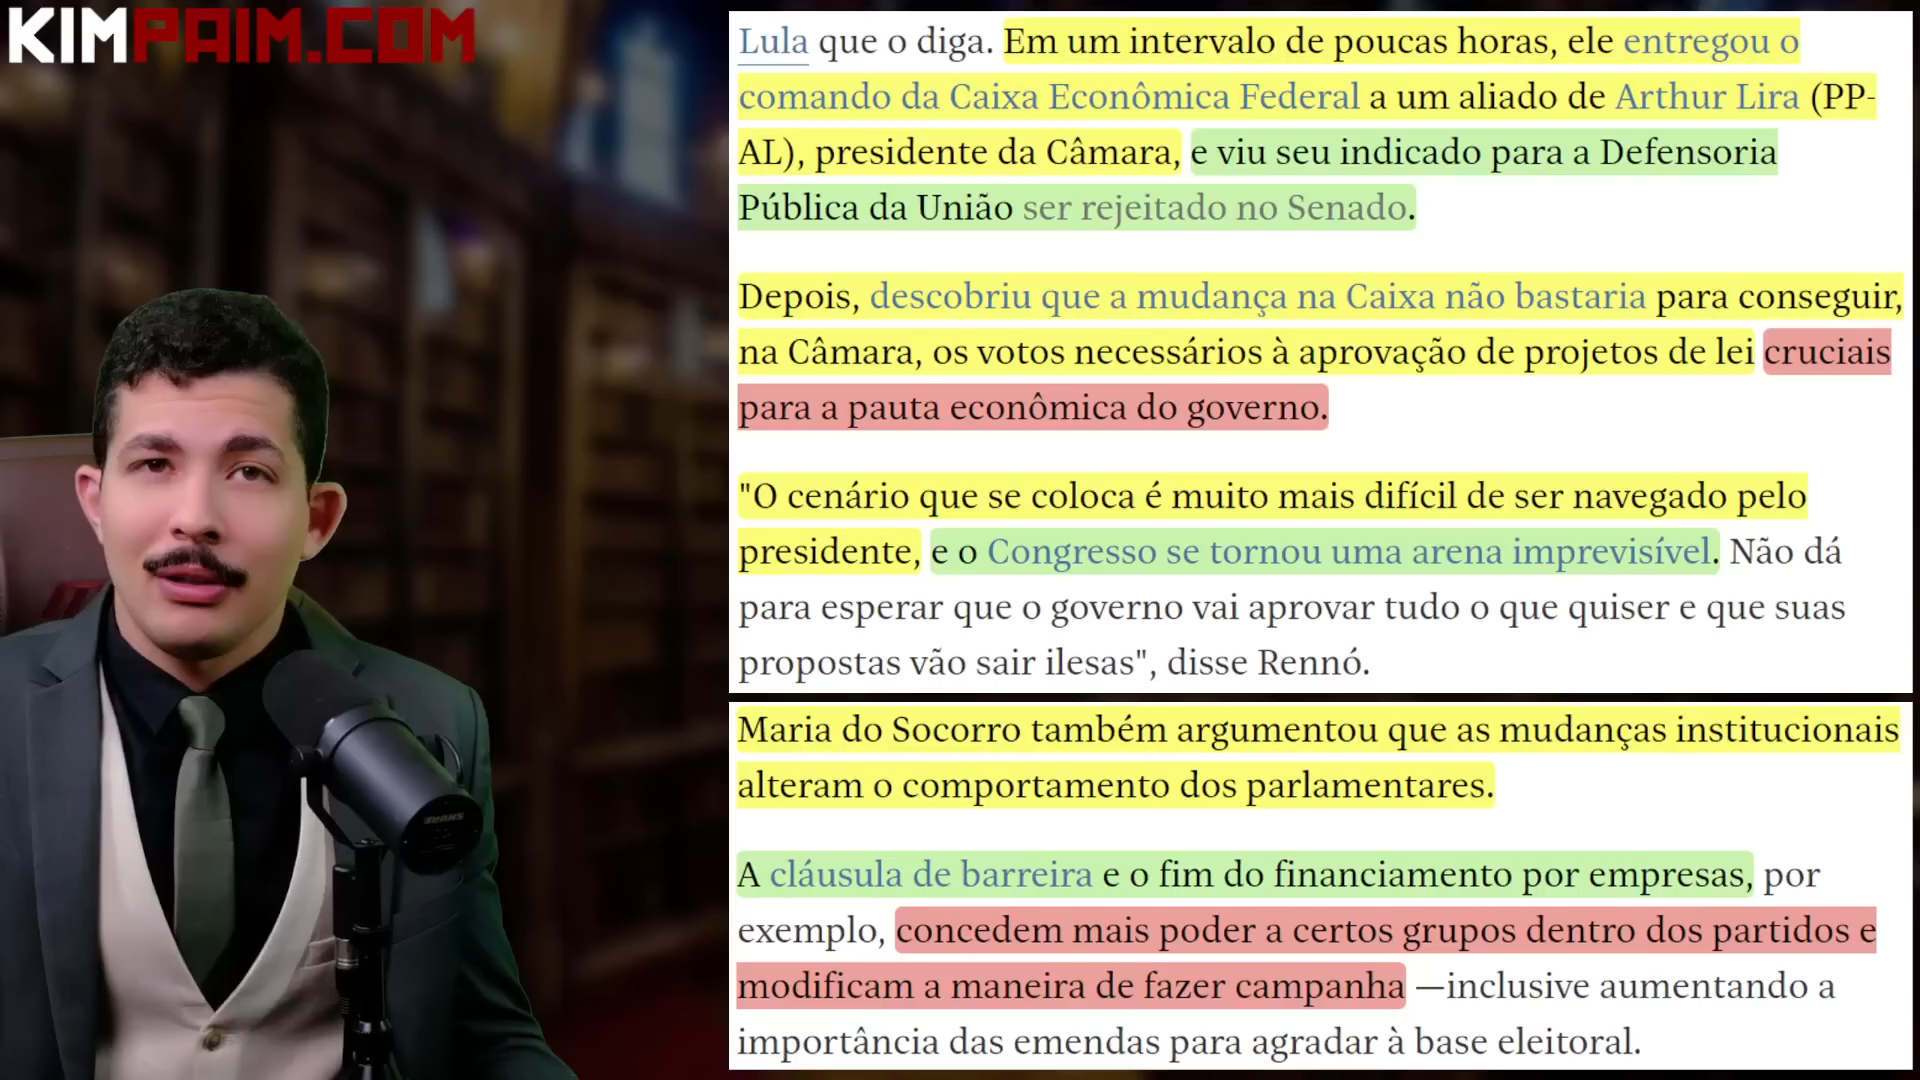 KIMPAIM.COM
Lula que o diga. Em um intervalo de poucas horas, ele entregou o
comando da Caixa Econômica Federal a um aliado de Arthur Lira (PP-
AL), presidente da Câmara, e viu seu indicado para a Defensoria
Pública da União ser rejeitado no Senado.
Depois, descobriu que a mudança na Caixa não bastaria para conseguir,
na Câmara, os votos necessários à aprovação de projetos de lei cruciais
para a pauta econômica do governo.
"O cenário que se coloca é muito mais difícil de ser navegado pelo
presidente, e o Congresso se tornou uma arena imprevisível. Não dá
para esperar que o governo vai aprovar tudo o que quiser e que suas
propostas vão sair ilesas", disse Rennó.
Maria do Socorro também argumentou que as mudanças institucionais
alteram o comportamento dos parlamentares.
A cláusula de barreira e o fim do financiamento por empresas, por
exemplo, concedem mais poder a certos grupos dentro dos partidos e
modificam a maneira de fazer campanha —inclusive aumentando a
importância das emendas para agradar à base eleitoral.